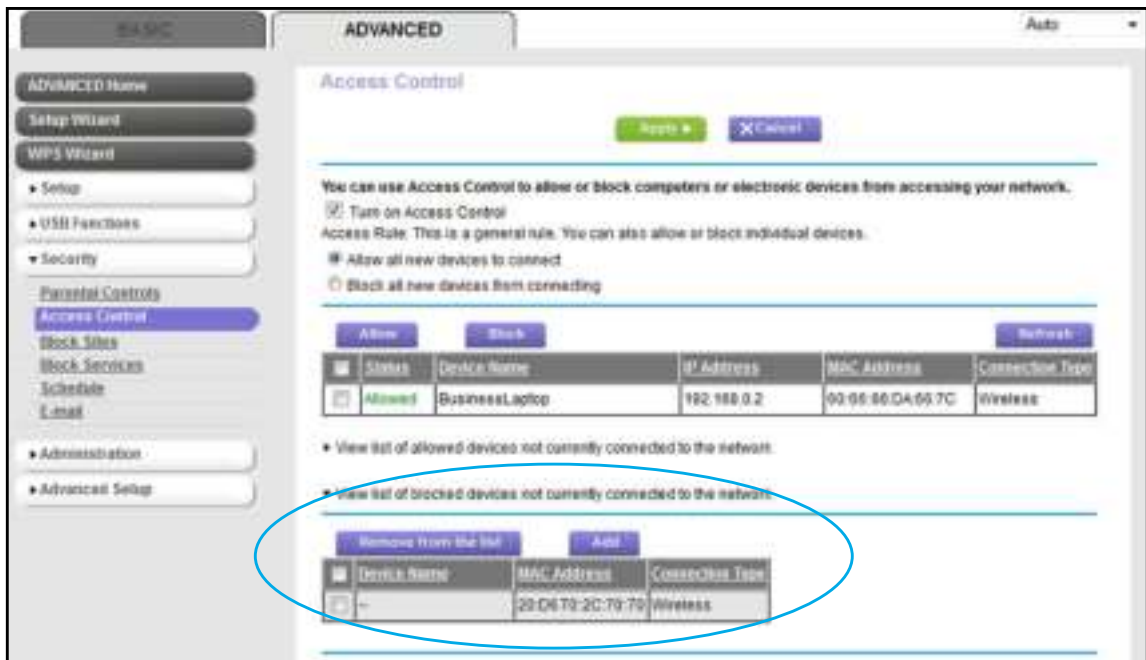 BASIC
ADVANCED
Auto
ADVANCED Home
Setup Wizard
WPS Wizard
Setup
USB Functions
Security
Parental Controls
Access Control
Block Sites
Block Services
Schedule
E-mail
Administration
Advanced Setup
Access Control
Apply
X Cancel
You can use Access Control to allow or block computers or electronic devices from accessing your network.
Turn on Access Control
Access Rule: This is a general rule. You can also allow or block individual devices.
Allow all new devices to connect
Block all new devices from connecting
Allow Block Refresh
Status Device Name IP Address MAC Address Connection Type
Allowed BusinessLaptop 192.168.0.2 Wireless
View list of allowed devices not currently connected to the network
View list of blocked devices not currently connected to the network
Remove from the list Add
Device Name MAC Address Connection Type
-- Wireless